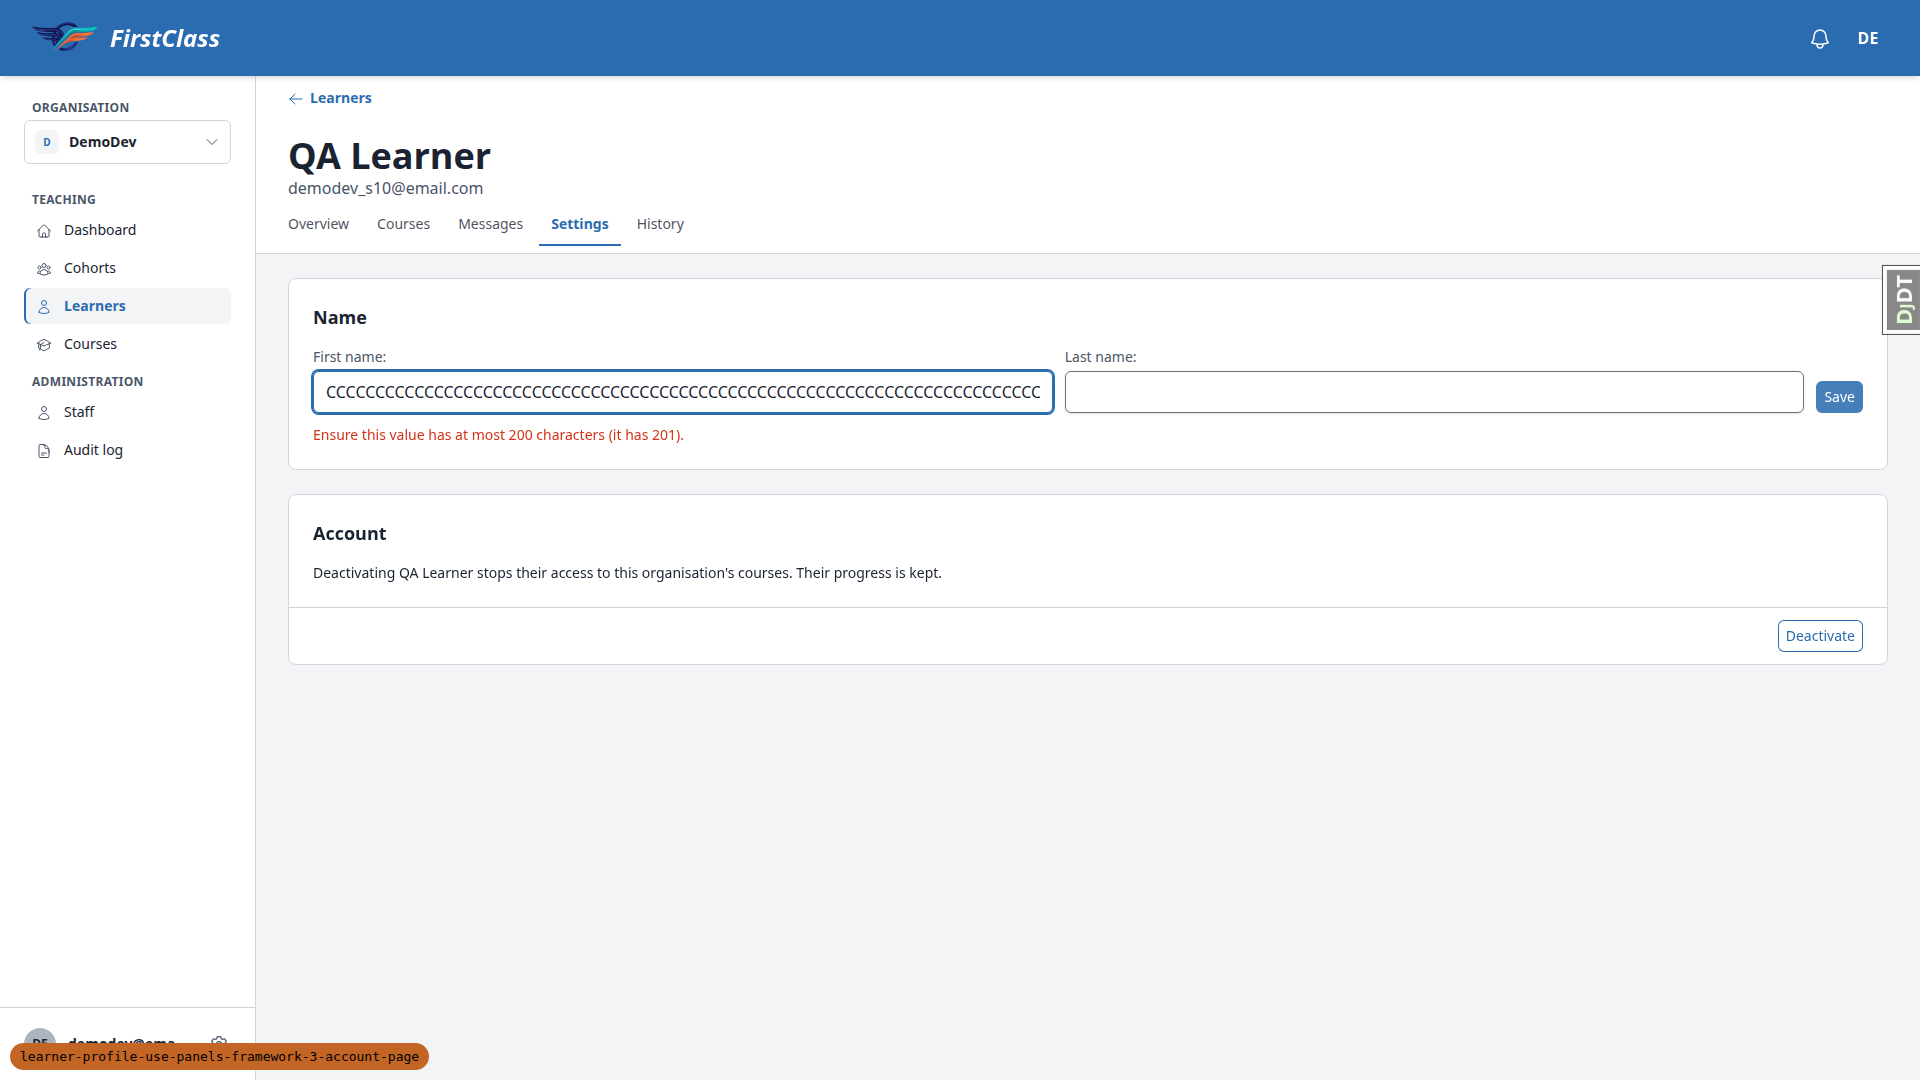 FirstClass
DE
ORGANISATION
D DemoDev
TEACHING
Dashboard
Cohorts
Learners
Courses
ADMINISTRATION
Staff
Audit log
Learners
QA Learner
demodev_s10@email.com
Overview Courses Messages Settings History
DJDT
Name
First name: Last name:
Save
Ensure this value has at most 200 characters (it has 201).
Account
Deactivating QA Learner stops their access to this organisation's courses. Their progress is kept.
Deactivate
DE demodev@ema
learner-profile-use-panels-framework-3-account-page